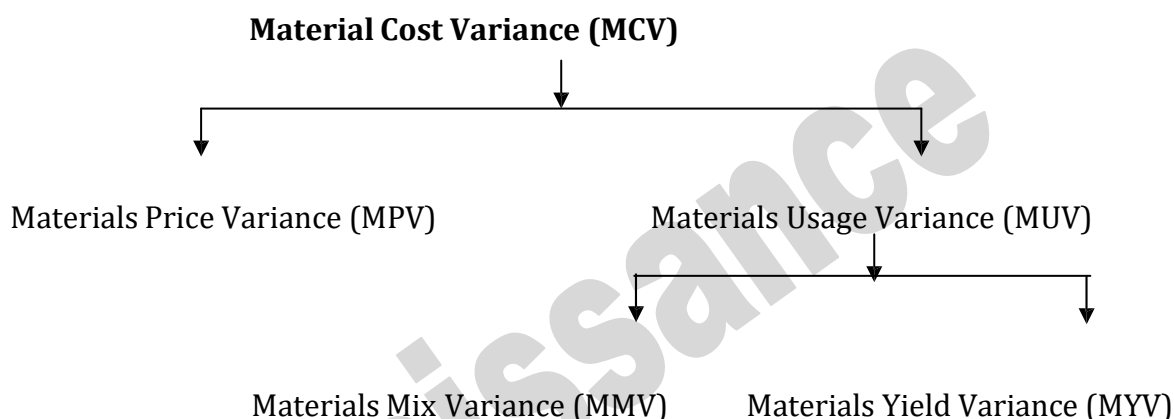 Material Cost Variance (MCV)
Materials Price Variance (MPV) Materials Usage Variance (MUV)
Materials Mix Variance (MMV) Materials Yield Variance (MYV)
issance